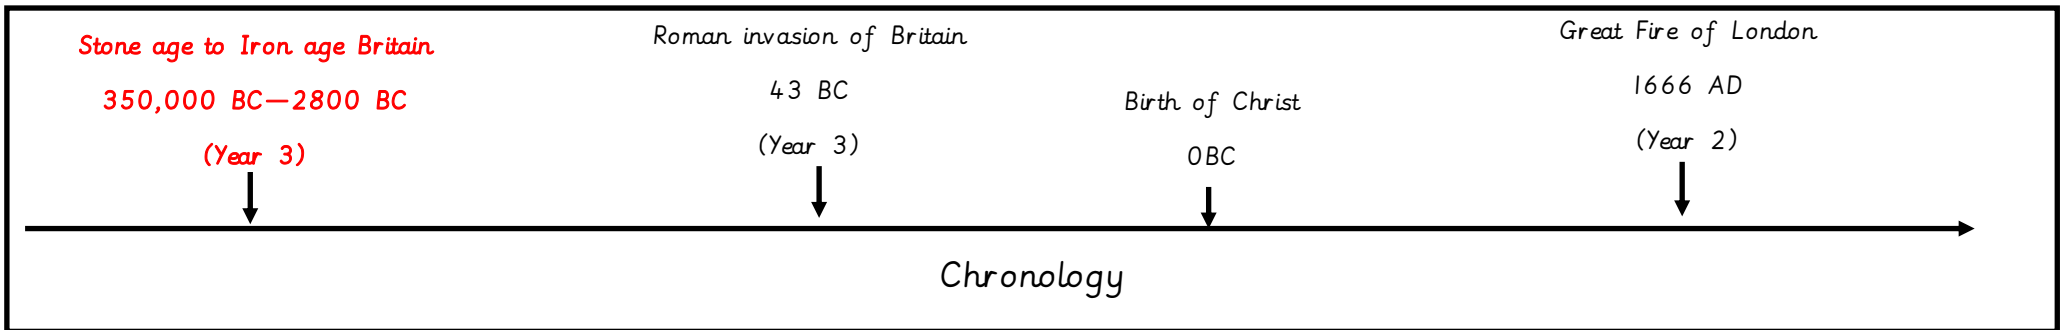 Stone age to Iron age Britain
350,000 BC—2800 BC
(Year 3)
Roman invasion of Britain
43 BC
(Year 3)
Birth of Christ
0BC
Great Fire of London
1666 AD
(Year 2)
Chronology